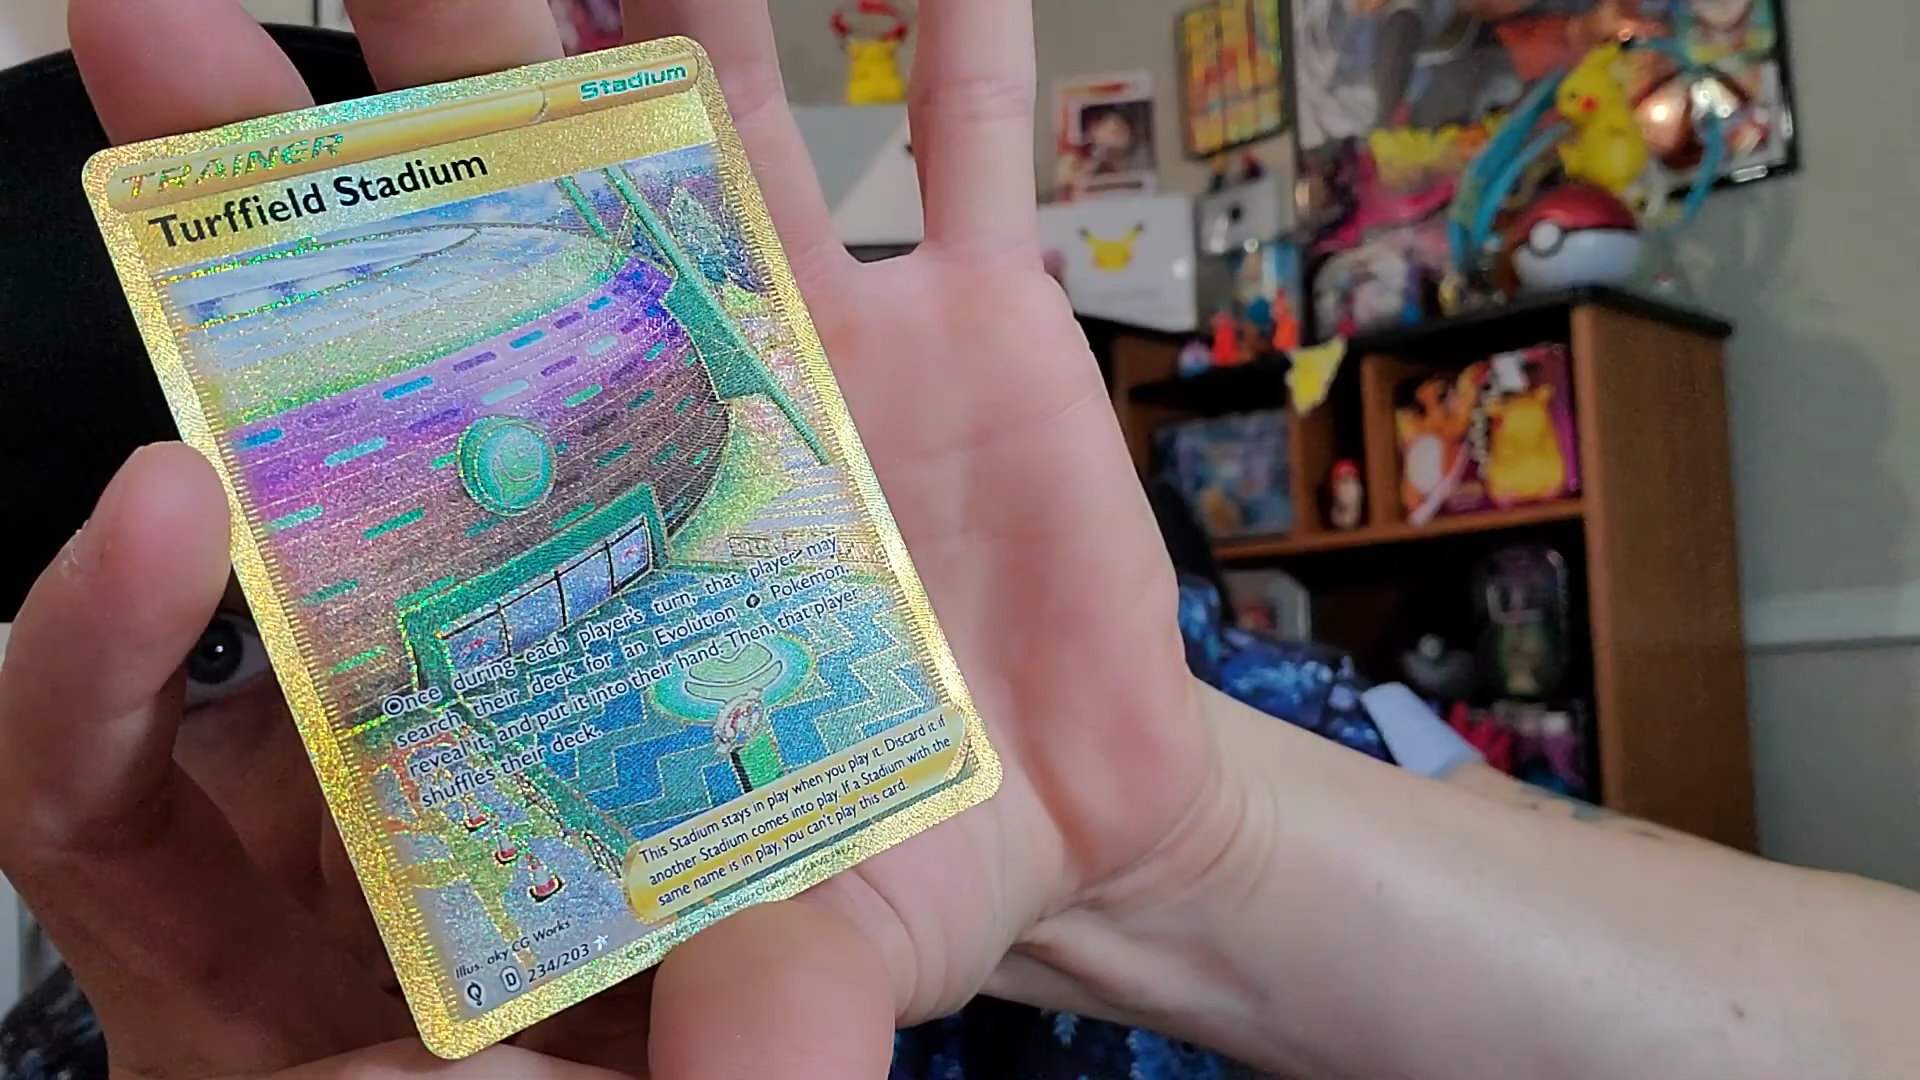 Stadium
TRAINER
Turffield Stadium
Once during each player's turn, that player may
search their deck for an Evolution Pokémon,
reveal it, and put it into their hand. Then, that player
shuffles their deck.
This Stadium stays in play when you play it. Discard it if
another Stadium comes into play. If a Stadium with the
same name is in play, you can't play this card.
Illus. oky CG Works
D 234/203